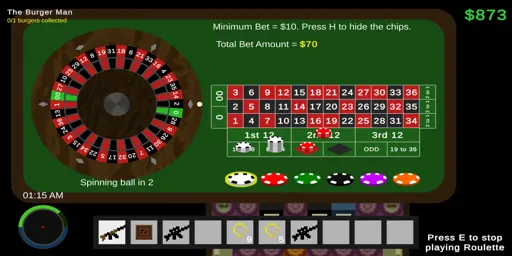 The Burger Man
0/1 burgers collected
Minimum Bet = $10. Press H to hide the chips.
$873
Total Bet Amount = $70
00 3 6 9 12 15 18 21 24 27 30 33 36
2 5 8 11 14 17 20 23 26 29 32 35
0 1 4 7 10 13 16 19 22 25 28 31 34
1st 12 3rd 12
ODD 19 to 36
Spinning ball in 2
01:15 AM
9 5
Press E to stop
playing Roulette